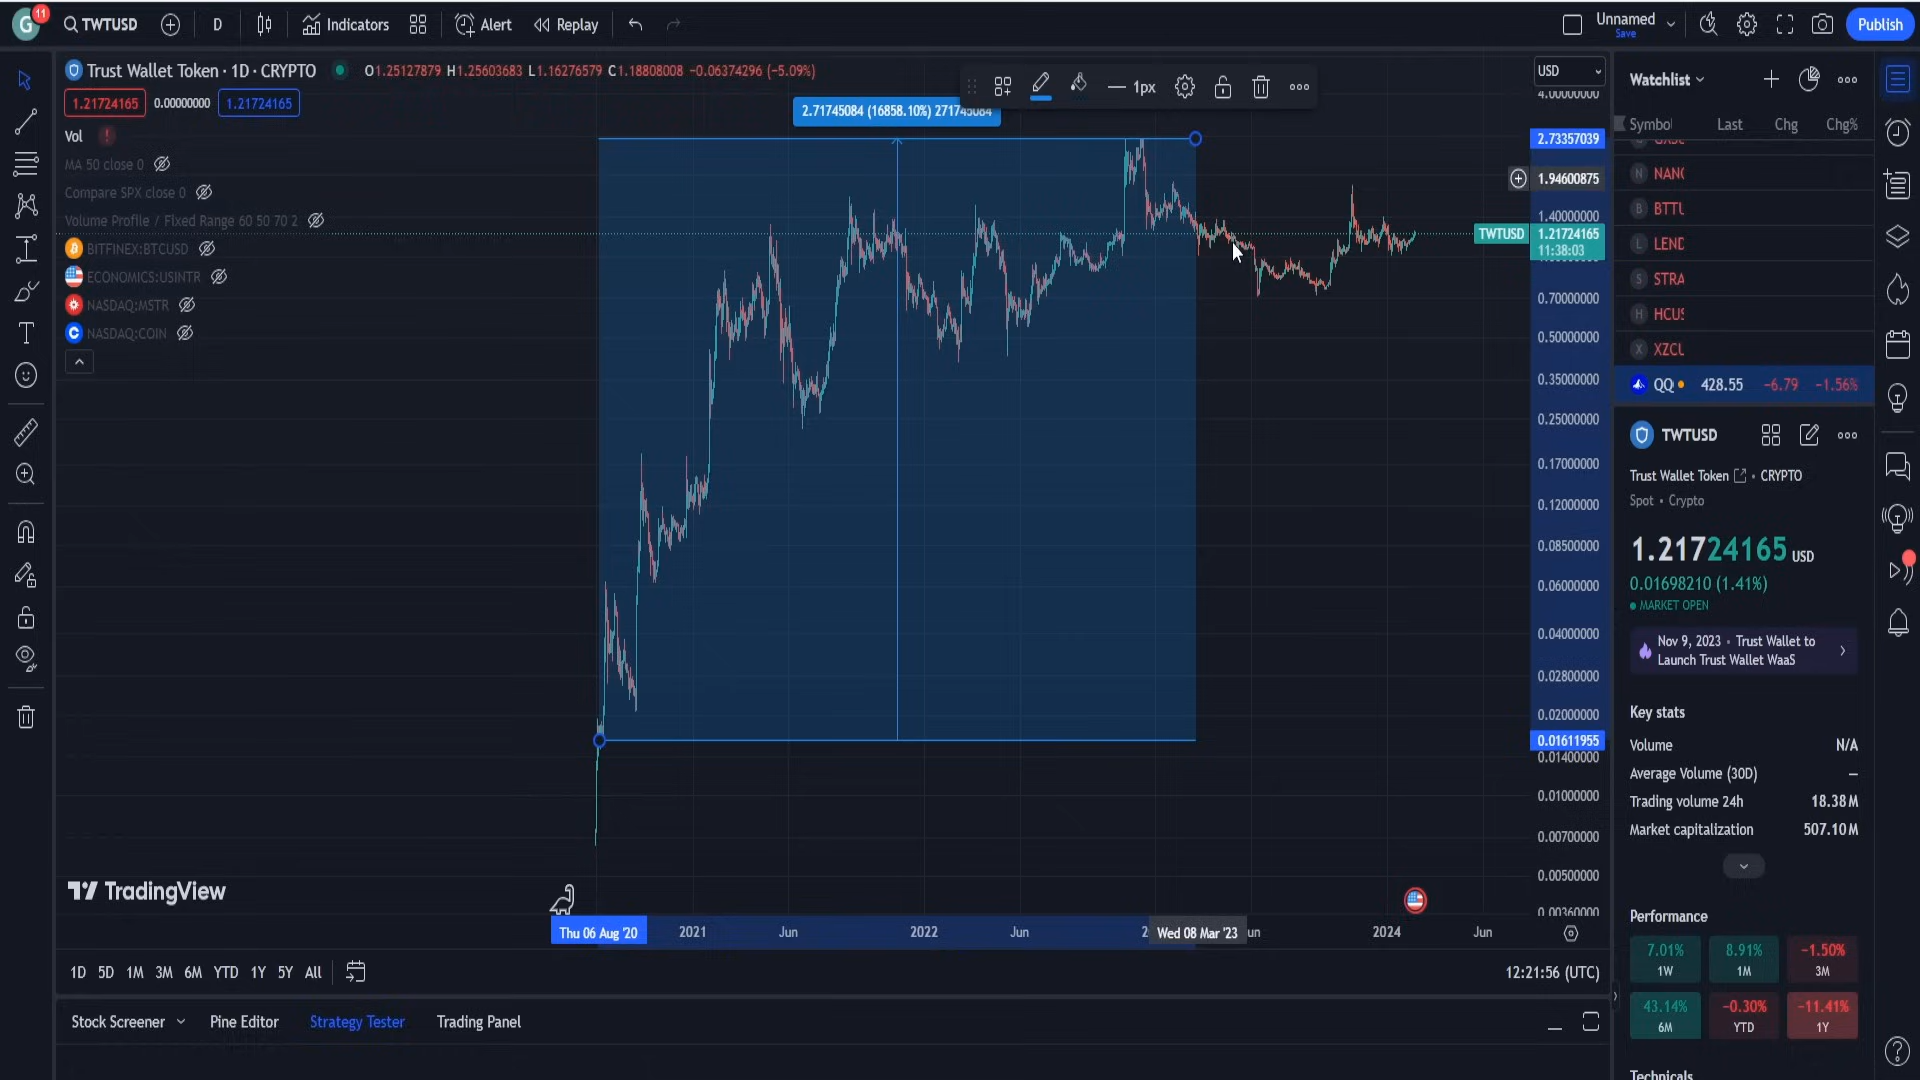 G
11
TWTUSD
D
Indicators
Alert
Replay
Unnamed
Save
Publish
Trust Wallet Token · 1D · CRYPTO
O1.25127879 H1.25603683 L1.16276579 C1.18808008 −0.06374296 (−5.09%)
1.21724165
0.00000000
1.21724165
Vol
MA 50 close 0
Compare SPX close 0
Volume Profile / Fixed Range 60 50 70 2
BITFINEX:BTCUSD
ECONOMICS:USINTR
NASDAQ:MSTR
NASDAQ:COIN
2.71745084 (16858.10%) 271745084
1px
USD
4.00000000
2.73357039
1.94600875
1.40000000
TWTUSD
1.21724165
11:38:03
0.70000000
0.50000000
0.35000000
0.25000000
0.17000000
0.12000000
0.08500000
0.06000000
0.04000000
0.02800000
0.02000000
0.01611955
0.01400000
0.01000000
0.00700000
0.00500000
0.00360000
TradingView
Thu 06 Aug '20
2021
Jun
2022
Jun
Wed 08 Mar '23
2024
Jun
1D 5D 1M 3M 6M YTD 1Y 5Y All
12:21:56 (UTC)
Stock Screener
Pine Editor
Strategy Tester
Trading Panel
Watchlist
Symbol Last Chg Chg%
N NAN
B BTTL
L LEND
S STRA
H HCUS
X XZCL
QQ 428.55 −6.79 −1.56%
TWTUSD
Trust Wallet Token • CRYPTO
Spot • Crypto
1.21724165 USD
0.01698210 (1.41%)
MARKET OPEN
Nov 9, 2023 • Trust Wallet to
Launch Trust Wallet WaaS
Key stats
Volume N/A
Average Volume (30D) —
Trading volume 24h 18.38M
Market capitalization 507.10M
Performance
7.01%
1W
8.91%
1M
−1.50%
3M
43.14%
6M
−0.30%
YTD
−11.41%
1Y
Technicals